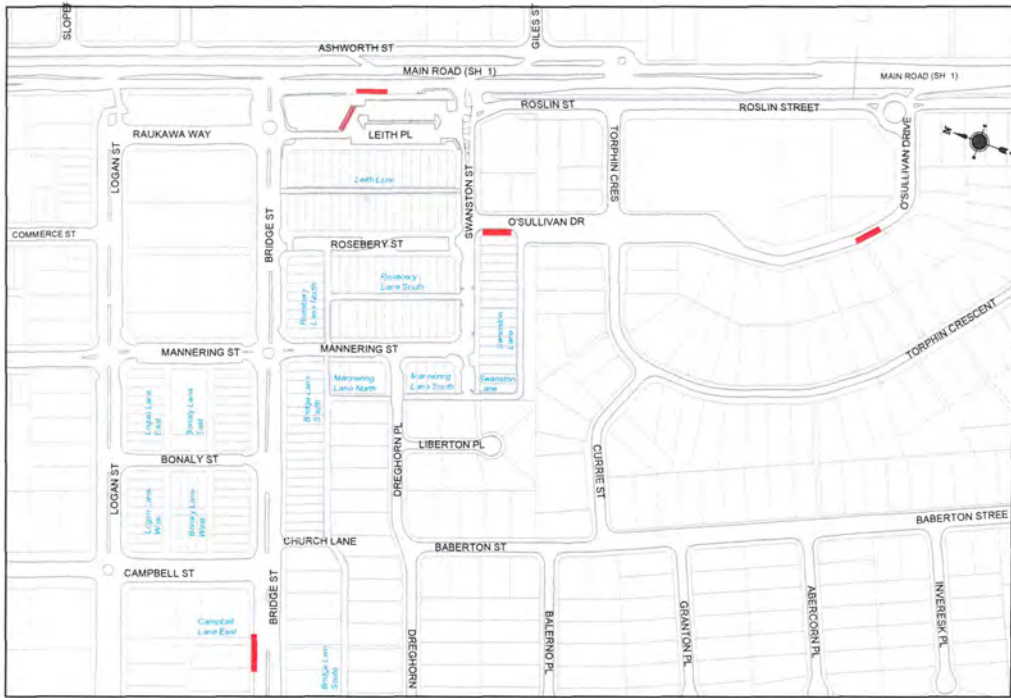 SLOPER
ASHWORTH ST
GILES ST
MAIN ROAD (SH 1)
MAIN ROAD (SH 1)
ROSLIN ST
ROSLIN STREET
RAUKAWA WAY
LEITH PL
LOGAN ST
TORPHIN CRES
O'SULLIVAN DRIVE
N
Leith Lane
SWANSTON ST
COMMERCE ST
BRIDGE ST
O'SULLIVAN DR
ROSEBERY ST
Rosebery
Lane North
Rosebery
Lane South
Swanston
Lane
TORPHIN CRESCENT
MANNERING ST
MANNERING ST
Mannering
Lane North
Mannering
Lane South
Swanston
Lane
Logan Lane
East
Bonaly Lane
East
Bridge Lane
South
DREGHORN PL
LIBERTON PL
CURRIE ST
BONALY ST
LOGAN ST
Logan Lane
West
Bonaly Lane
West
BABERTON STREE
CHURCH LANE
BABERTON ST
CAMPBELL ST
BRIDGE ST
Campbell
Lane East
Bridge Lan
South
DREGHORN
BALERNO PL
GRANTON PL
ABERCORN PL
INVERESK PL